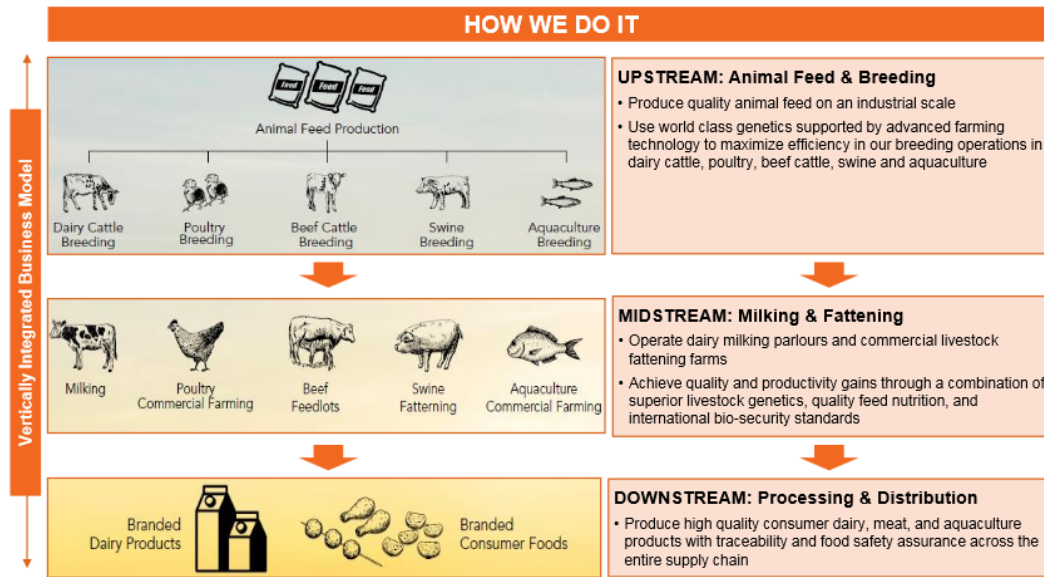 HOW WE DO IT
Vertically Integrated Business Model
Feed
Feed
Feed
Animal Feed Production
Dairy Cattle
Breeding
Poultry
Breeding
Beef Cattle
Breeding
Swine
Breeding
Aquaculture
Breeding
UPSTREAM: Animal Feed & Breeding
• Produce quality animal feed on an industrial scale
• Use world class genetics supported by advanced farming
technology to maximize efficiency in our breeding operations in
dairy cattle, poultry, beef cattle, swine and aquaculture
Milking
Poultry
Commercial Farming
Beef
Feedlots
Swine
Fatterning
Aquaculture
Commercial Farming
MIDSTREAM: Milking & Fattening
• Operate dairy milking parlours and commercial livestock
fattening farms
• Achieve quality and productivity gains through a combination of
superior livestock genetics, quality feed nutrition, and
international bio-security standards
Branded
Dairy Products
Branded
Consumer Foods
DOWNSTREAM: Processing & Distribution
• Produce high quality consumer dairy, meat, and aquaculture
products with traceability and food safety assurance across the
entire supply chain